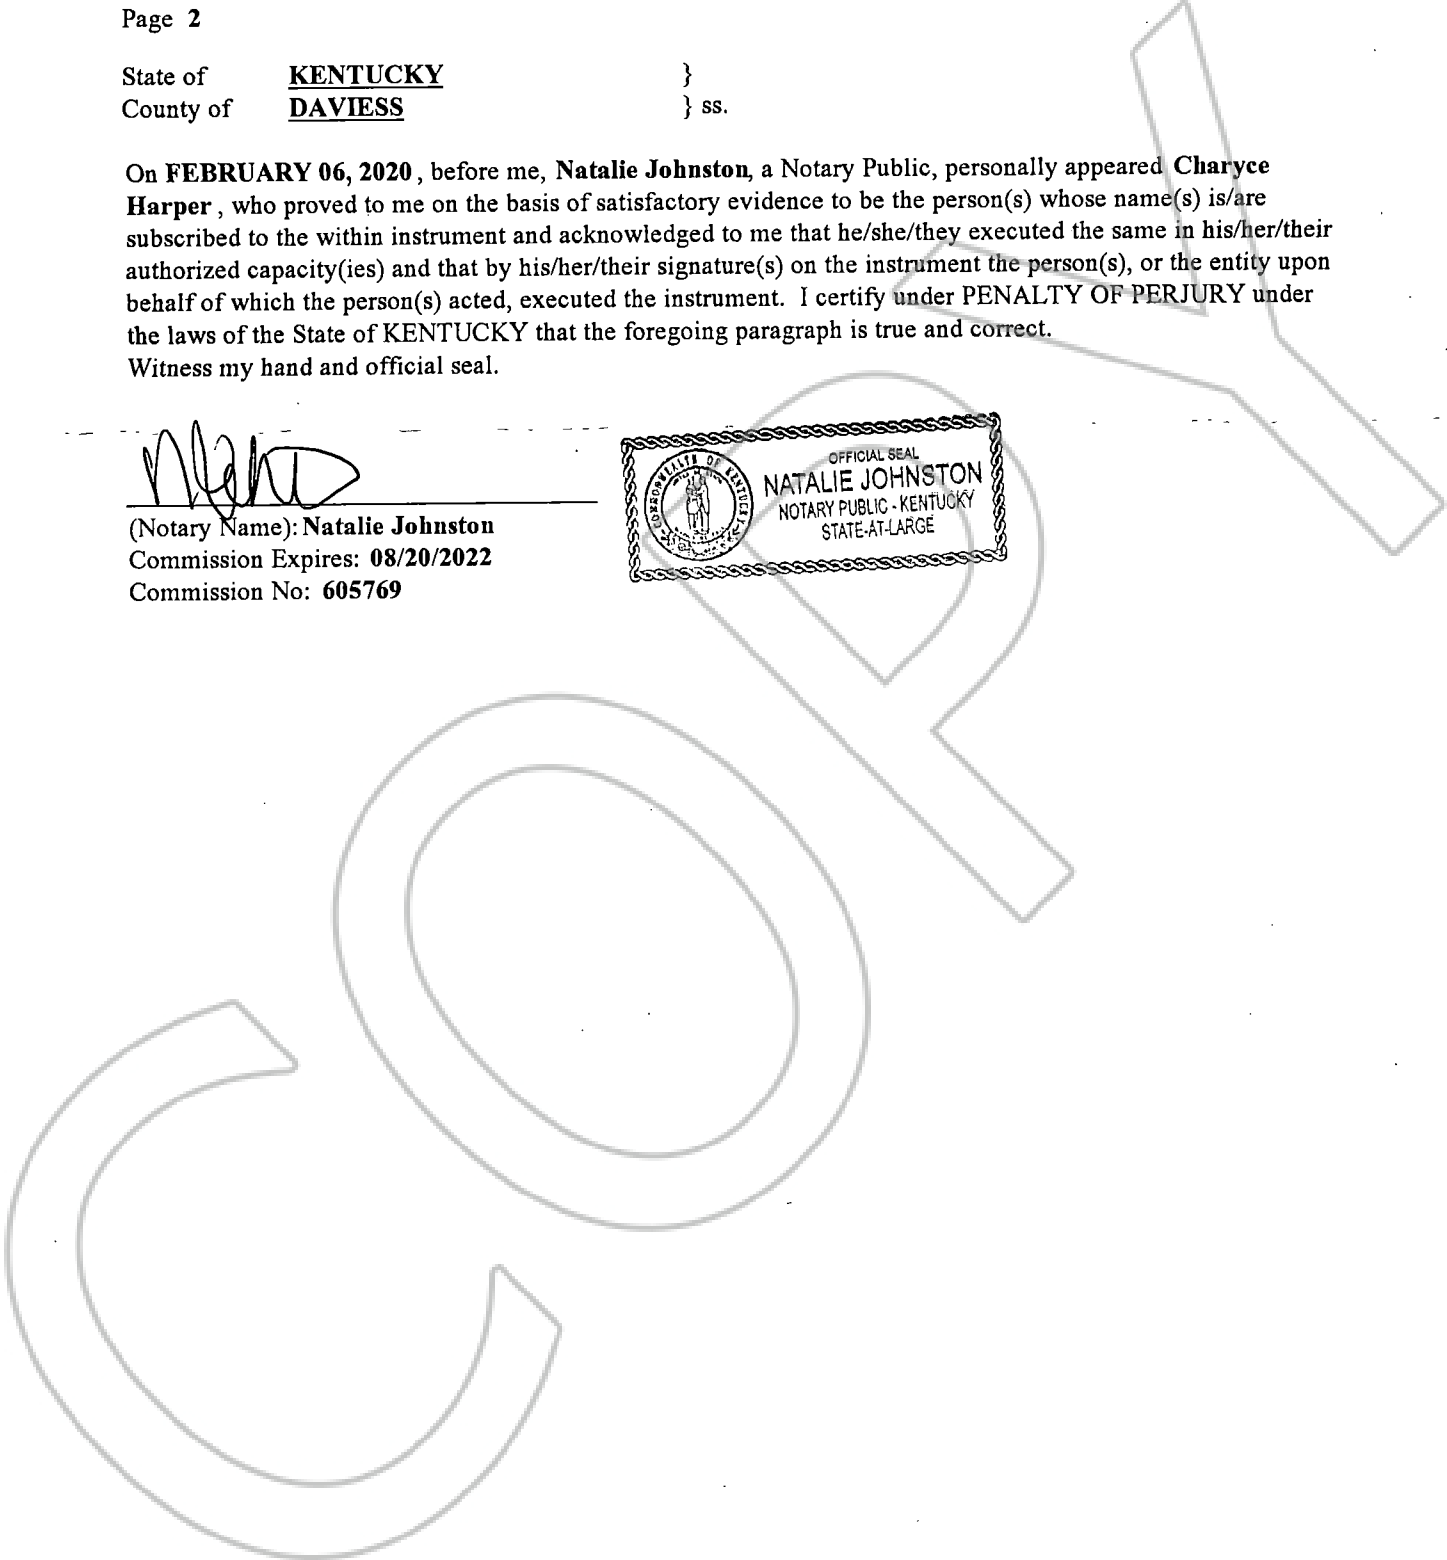 Page 2
State of KENTUCKY }
County of DAVIESS } ss.
On FEBRUARY 06, 2020, before me, Natalie Johnston, a Notary Public, personally appeared Charyce
Harper, who proved to me on the basis of satisfactory evidence to be the person(s) whose name(s) is/are
subscribed to the within instrument and acknowledged to me that he/she/they executed the same in his/her/their
authorized capacity(ies) and that by his/her/their signature(s) on the instrument the person(s), or the entity upon
behalf of which the person(s) acted, executed the instrument. I certify under PENALTY OF PERJURY under
the laws of the State of KENTUCKY that the foregoing paragraph is true and correct.
Witness my hand and official seal.
OFFICIAL SEAL
NATALIE JOHNSTON
NOTARY PUBLIC - KENTUCKY
STATE-AT-LARGE
COMMONWEALTH OF KENTUCKY
(Notary Name): Natalie Johnston
Commission Expires: 08/20/2022
Commission No: 605769
COPY